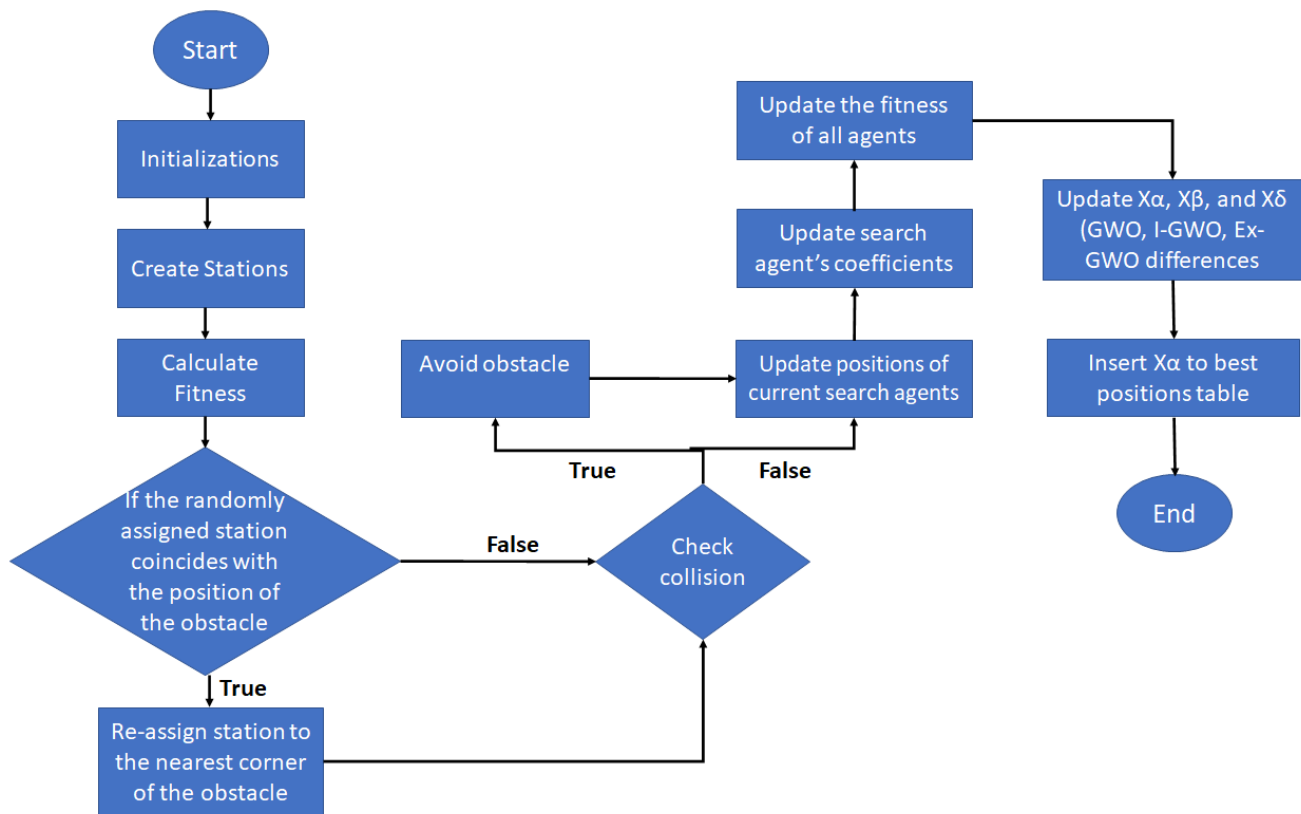 Start
Initializations
Create Stations
Calculate
Fitness
If the randomly
assigned station
coincides with
the position of
the obstacle
True
Re-assign station to
the nearest corner
of the obstacle
False
Check
collision
True
False
Avoid obstacle
Update positions of
current search agents
Update search
agent’s coefficients
Update the fitness
of all agents
Update Xα, Xβ, and Xδ
(GWO, I-GWO, Ex-
GWO differences
Insert Xα to best
positions table
End